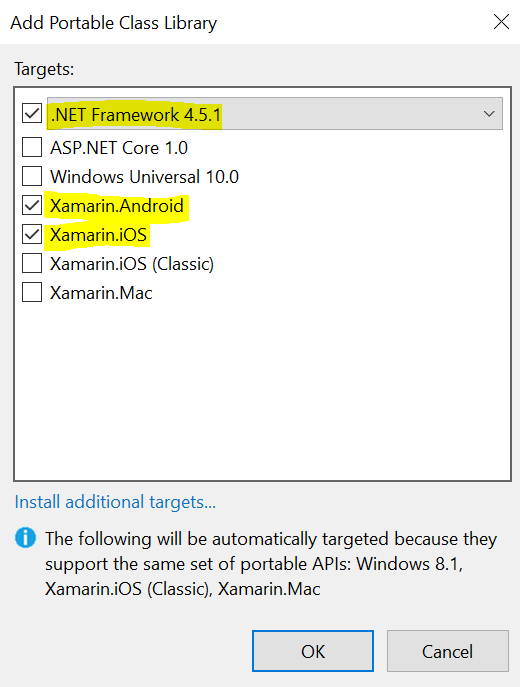 Add Portable Class Library
Targets:
.NET Framework 4.5.1
ASP.NET Core 1.0
Windows Universal 10.0
Xamarin.Android
Xamarin.iOS
Xamarin.iOS (Classic)
Xamarin.Mac
Install additional targets...
The following will be automatically targeted because they
support the same set of portable APIs: Windows 8.1,
Xamarin.iOS (Classic), Xamarin.Mac
OK
Cancel